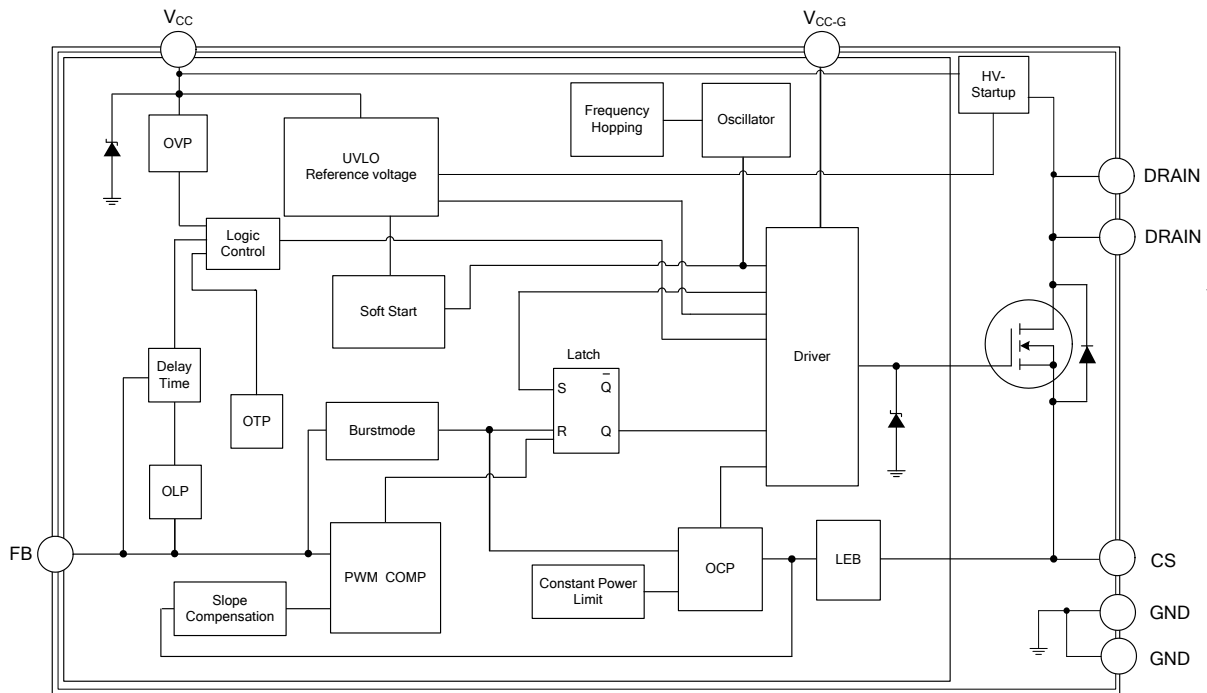 VCC
VCC-G
HV-
Startup
Frequency
Hopping
Oscillator
OVP
UVLO
Reference voltage
DRAIN
DRAIN
Logic
Control
Soft Start
Driver
Latch
Delay
Time
S
Q
OTP
Burstmode
R
Q
OLP
FB
PWM COMP
OCP
LEB
CS
Constant Power
Limit
Slope
Compensation
GND
GND